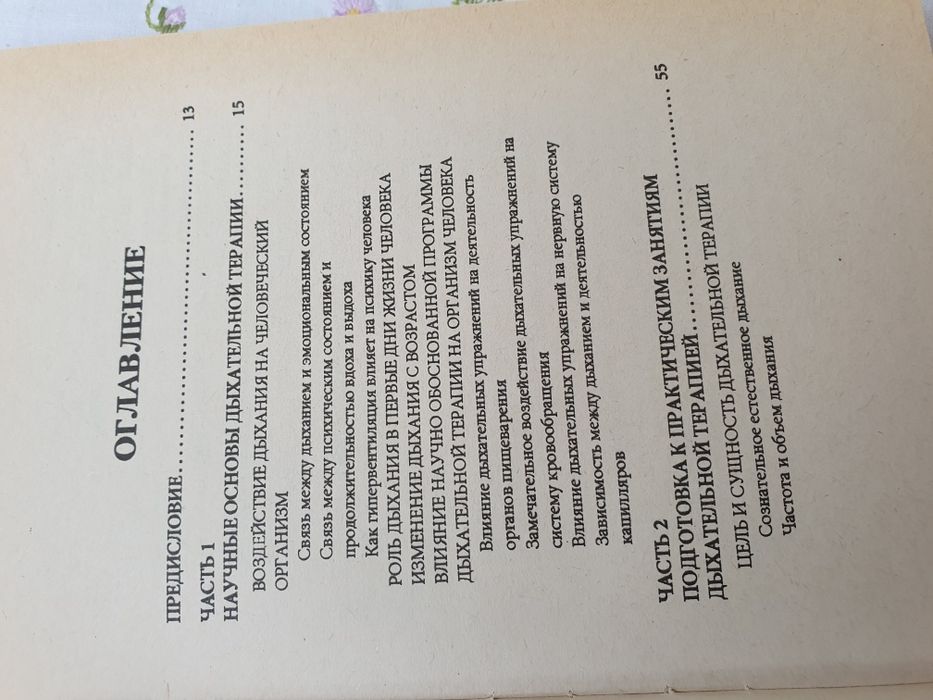 ОГЛАВЛЕНИЕ
ПРЕДИСЛОВИЕ.......................................................... 13
ЧАСТЬ 1
НАУЧНЫЕ ОСНОВЫ ДЫХАТЕЛЬНОЙ ТЕРАПИИ............ 15
ВОЗДЕЙСТВИЕ ДЫХАНИЯ НА ЧЕЛОВЕЧЕСКИЙ
ОРГАНИЗМ
Связь между дыханием и эмоциональным состоянием
Связь между психическим состоянием и
продолжительностью вдоха и выдоха
Как гипервентиляция влияет на психику человека
РОЛЬ ДЫХАНИЯ В ПЕРВЫЕ ДНИ ЖИЗНИ ЧЕЛОВЕКА
ИЗМЕНЕНИЕ ДЫХАНИЯ С ВОЗРАСТОМ
ВЛИЯНИЕ НАУЧНО ОБОСНОВАННОЙ ПРОГРАММЫ
ДЫХАТЕЛЬНОЙ ТЕРАПИИ НА ОРГАНИЗМ ЧЕЛОВЕКА
Влияние дыхательных упражнений на деятельность
органов пищеварения
Замечательное воздействие дыхательных упражнений на
систему кровообращения
Влияние дыхательных упражнений на нервную систему
Зависимость между дыханием и деятельностью
капилляров
ЧАСТЬ 2
ПОДГОТОВКА К ПРАКТИЧЕСКИМ ЗАНЯТИЯМ
ДЫХАТЕЛЬНОЙ ТЕРАПИЕЙ........................................ 55
ЦЕЛЬ И СУЩНОСТЬ ДЫХАТЕЛЬНОЙ ТЕРАПИИ
Сознательное естественное дыхание
Частота и объем дыхания